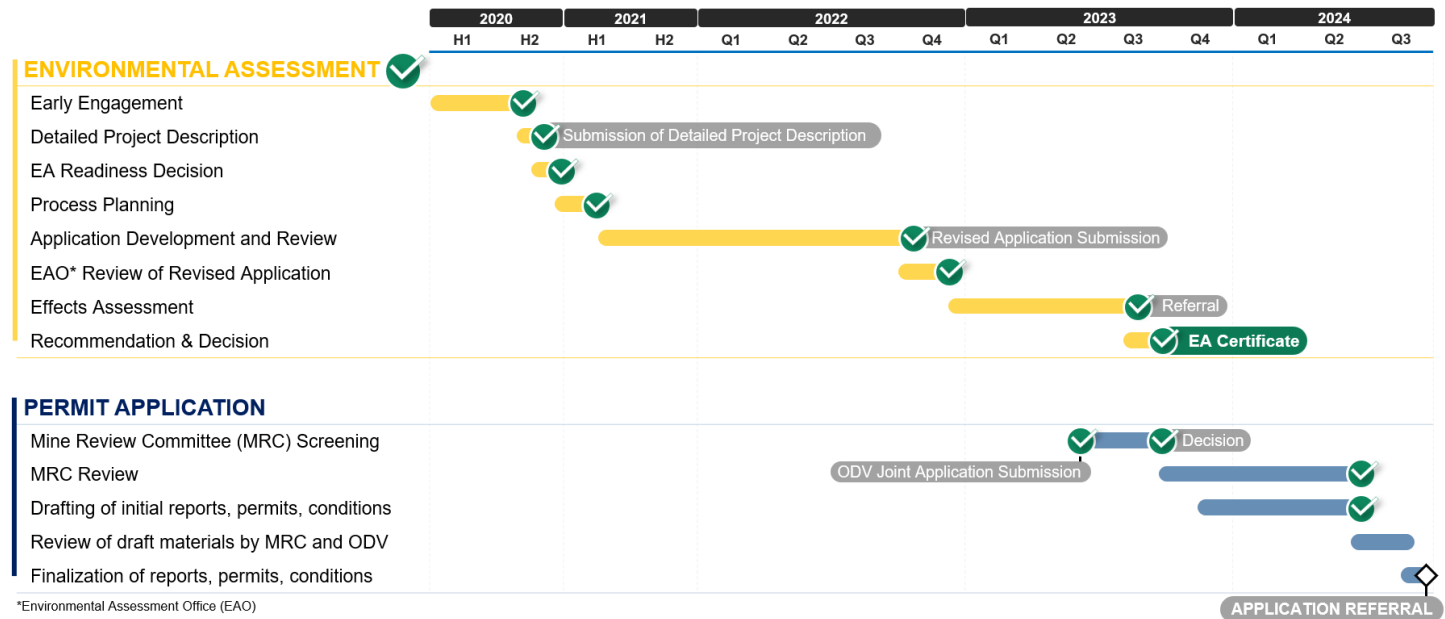 2020 2021 2022 2023 2024
H1 H2 H1 H2 Q1 Q2 Q3 Q4 Q1 Q2 Q3 Q4 Q1 Q2 Q3
ENVIRONMENTAL ASSESSMENT
Early Engagement
Detailed Project Description Submission of Detailed Project Description
EA Readiness Decision
Process Planning
Application Development and Review Revised Application Submission
EAO* Review of Revised Application
Effects Assessment Referral
Recommendation & Decision EA Certificate
PERMIT APPLICATION
Mine Review Committee (MRC) Screening Decision
MRC Review ODV Joint Application Submission
Drafting of initial reports, permits, conditions
Review of draft materials by MRC and ODV
Finalization of reports, permits, conditions
*Environmental Assessment Office (EAO) APPLICATION REFERRAL